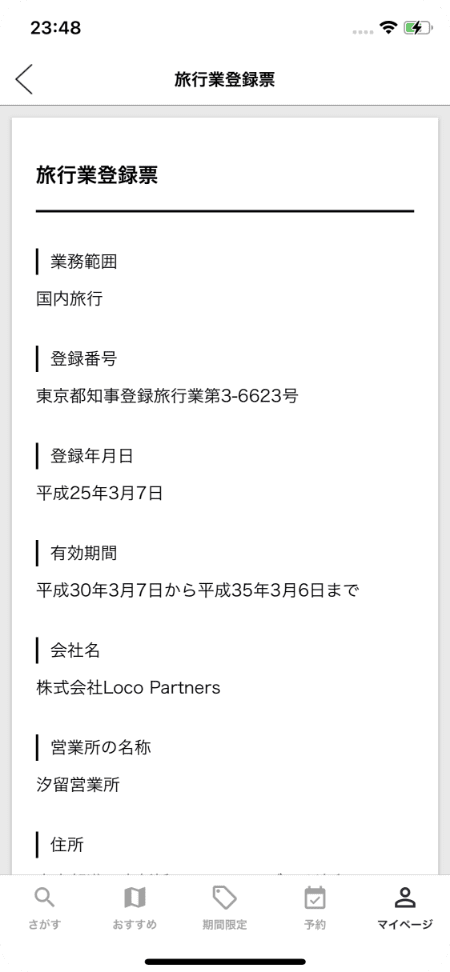 23:48
旅行業登録票
旅行業登録票
業務範囲
国内旅行
登録番号
東京都知事登録旅行業第3-6623号
登録年月日
平成25年3月7日
有効期間
平成30年3月7日から平成35年3月6日まで
会社名
株式会社Loco Partners
営業所の名称
汐留営業所
住所
さがす
おすすめ
期間限定
予約
マイページ